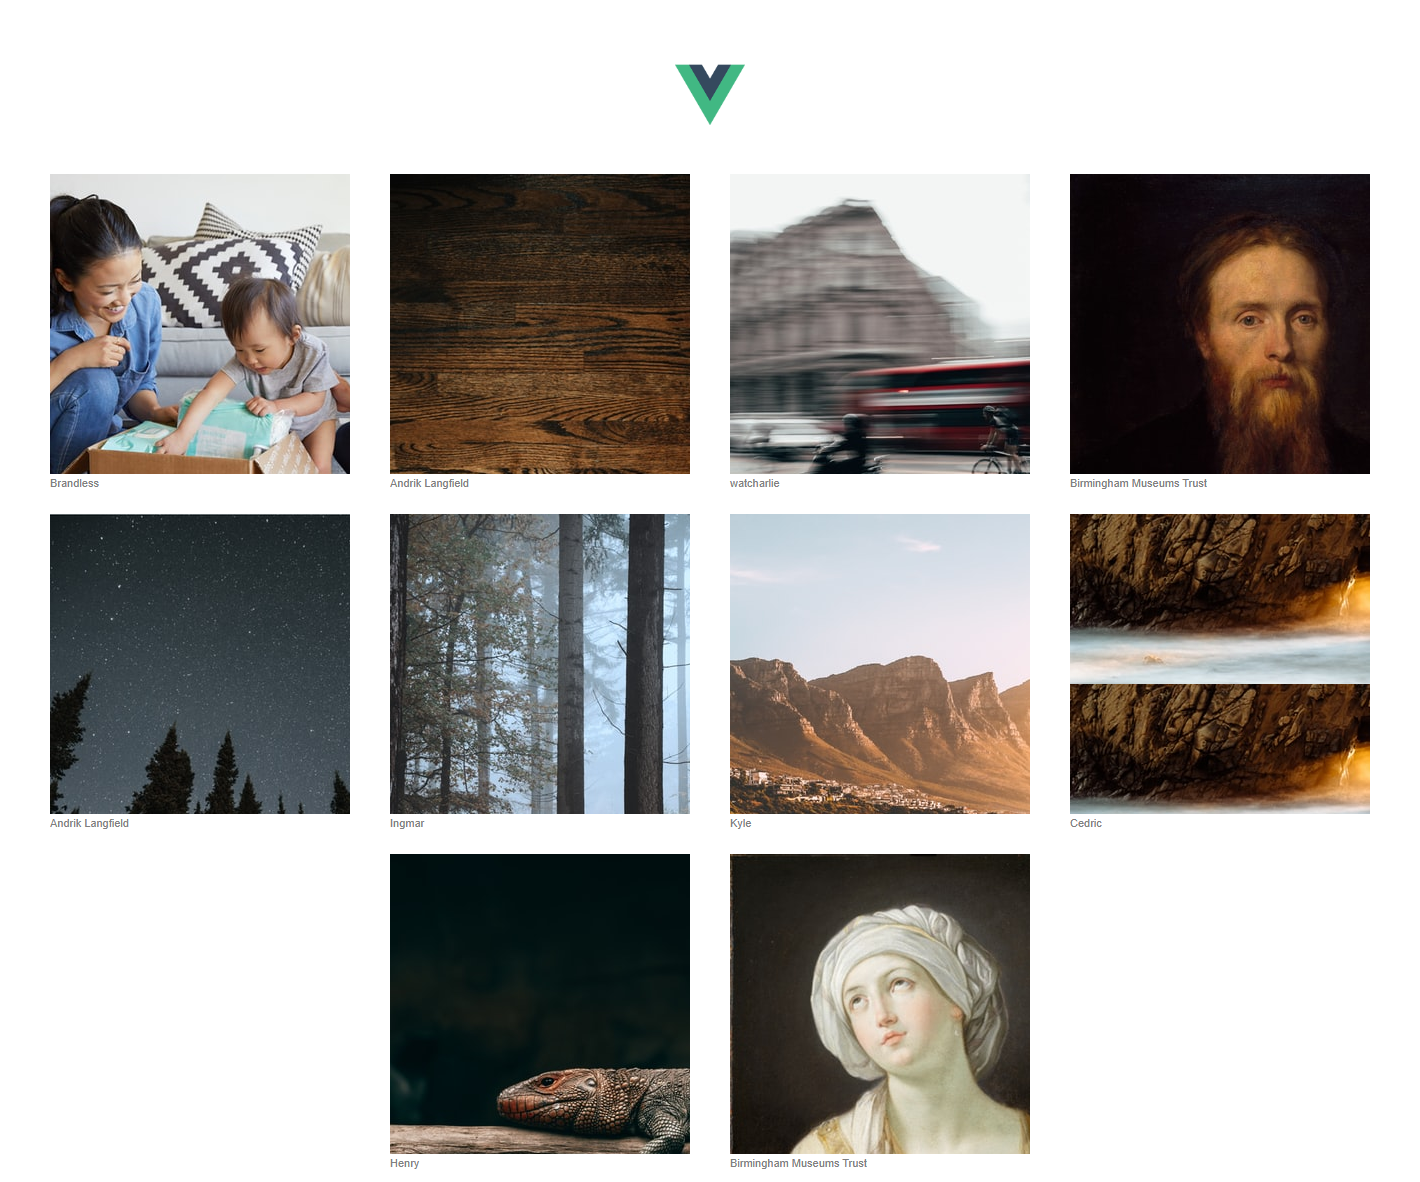 Brandless
Andrik Langfield
watcharlie
Birmingham Museums Trust
Andrik Langfield
Ingmar
Kyle
Cedric
Henry
Birmingham Museums Trust